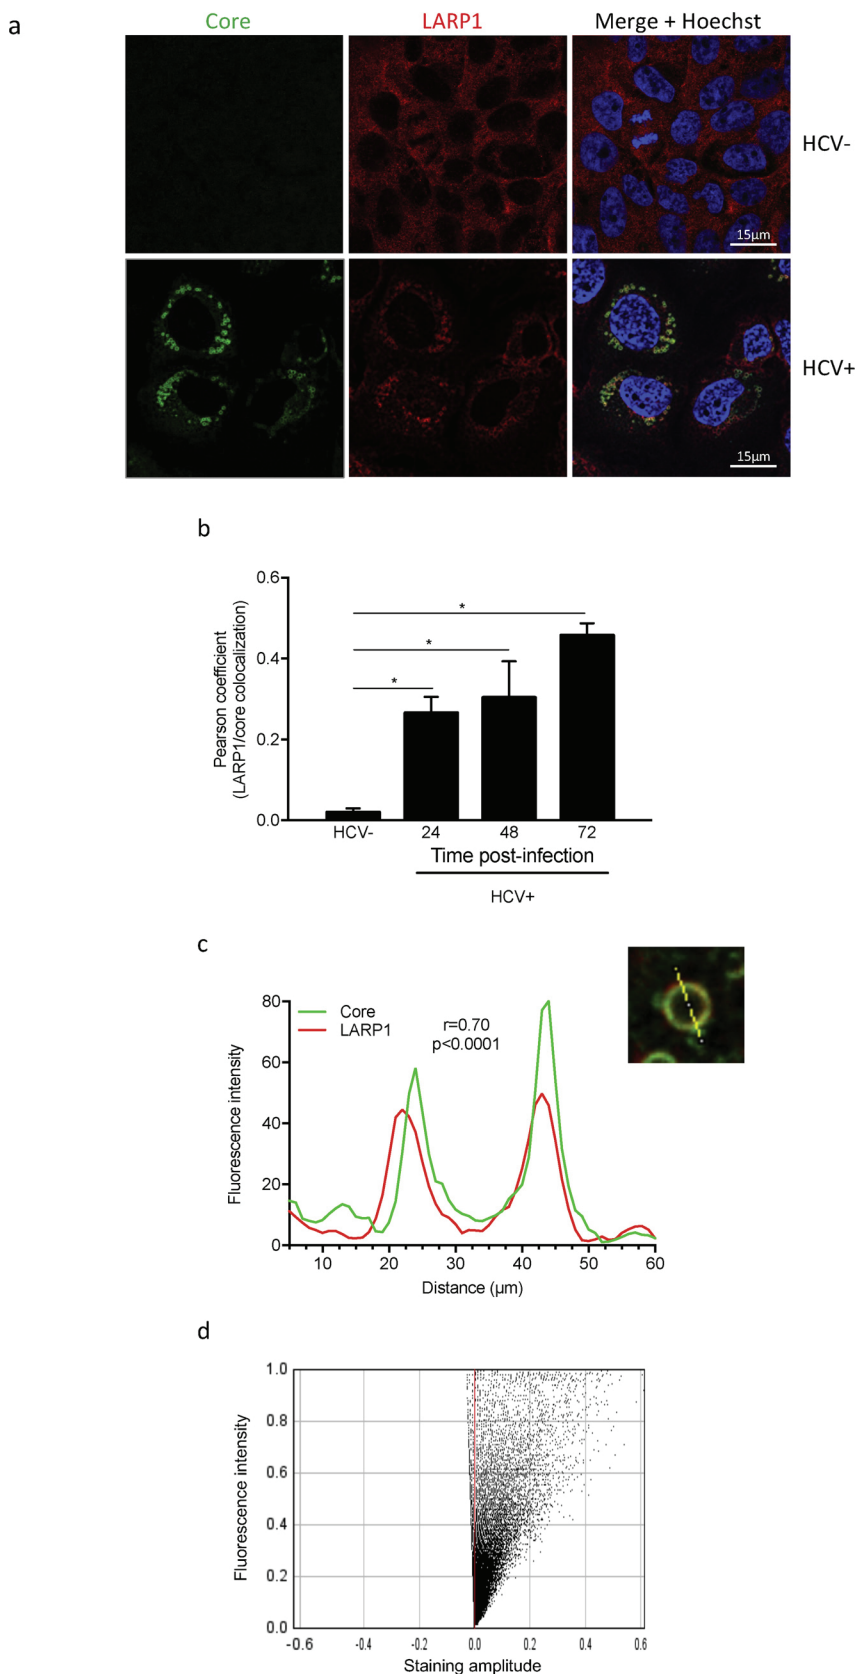 a
Core
LARP1
Merge + Hoechst
15µm
HCV-
15µm
HCV+
b
Pearson coefficient
(LARP1/core colocalization)
0.6
0.4
0.2
0.0
*
*
*
HCV-
24
48
72
Time post-infection
HCV+
c
Fluorescence intensity
80
60
40
20
0
Core
LARP1
r=0.70
p<0.0001
10
20
30
40
50
60
Distance (µm)
d
Fluorescence intensity
1.0
0.8
0.6
0.4
0.2
0.0
-0.6
-0.4
-0.2
0.0
0.2
0.4
0.6
Staining amplitude